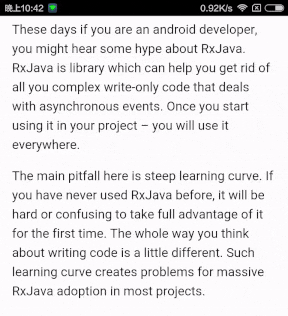 晚上10:42
0.92K/s
These days if you are an android developer,
you might hear some hype about RxJava.
RxJava is library which can help you get rid of
all you complex write-only code that deals
with asynchronous events. Once you start
using it in your project – you will use it
everywhere.
The main pitfall here is steep learning curve. If
you have never used RxJava before, it will be
hard or confusing to take full advantage of it
for the first time. The whole way you think
about writing code is a little different. Such
learning curve creates problems for massive
RxJava adoption in most projects.